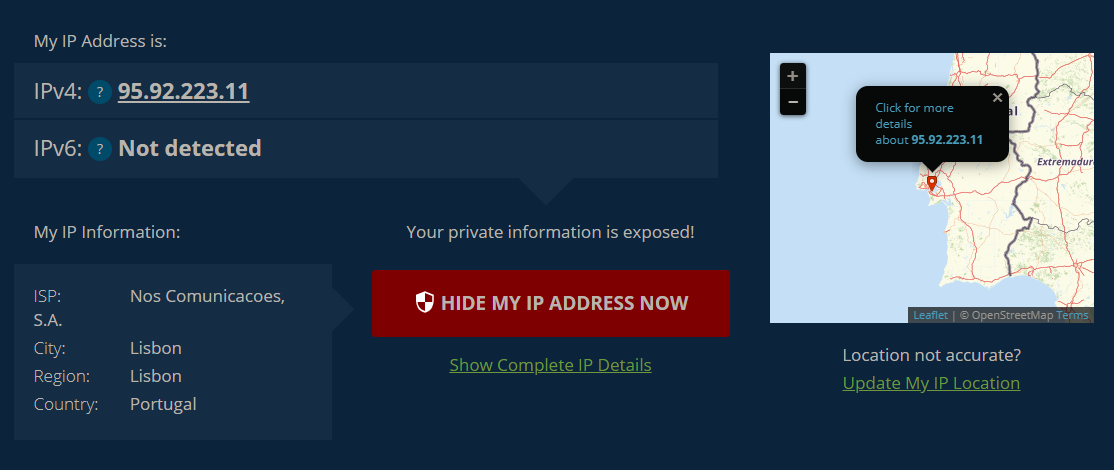 My IP Address is:
IPv4: ? 95.92.223.11
IPv6: ? Not detected
My IP Information:
ISP: Nos Comunicacoes,
S.A.
City: Lisbon
Region: Lisbon
Country: Portugal
Your private information is exposed!
HIDE MY IP ADDRESS NOW
Show Complete IP Details
+
−
×
Click for more
details
about 95.92.223.11
al
Extremadura
Leaflet | © OpenStreetMap Terms
Location not accurate?
Update My IP Location